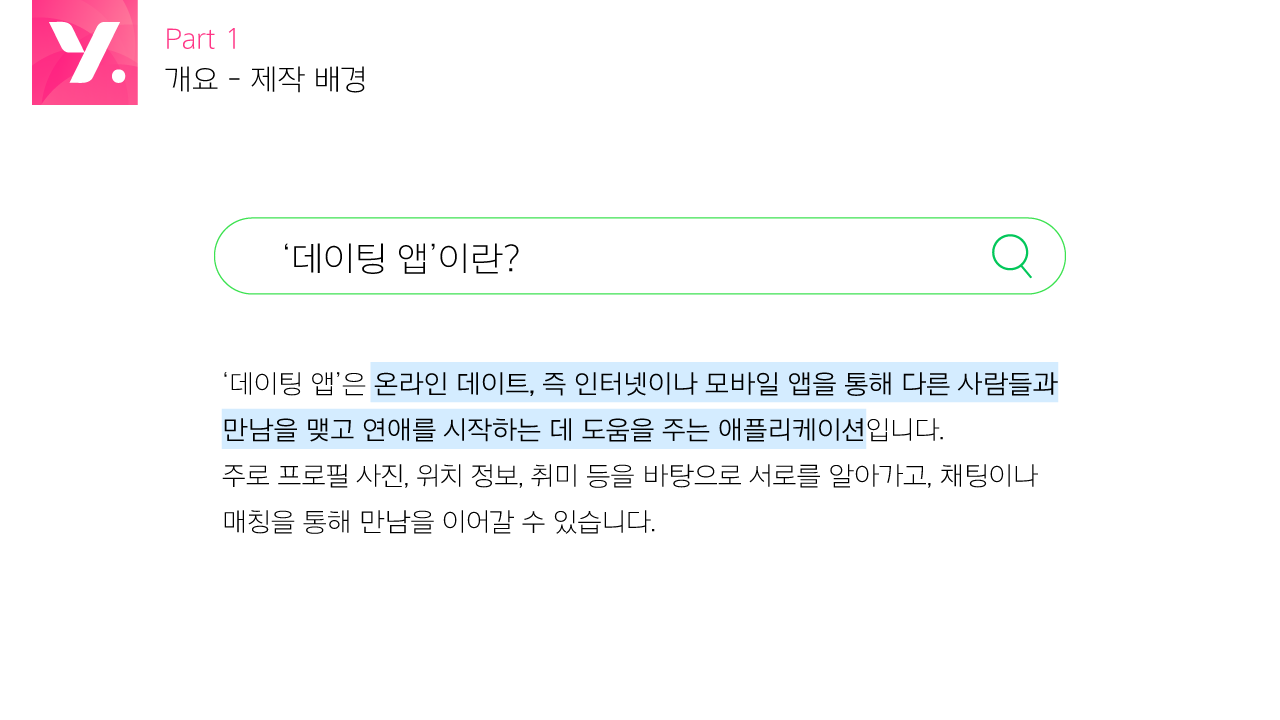 y.
Part 1
개요 - 제작 배경
‘데이팅 앱’이란?
‘데이팅 앱’은 온라인 데이트, 즉 인터넷이나 모바일 앱을 통해 다른 사람들과
만남을 맺고 연애를 시작하는 데 도움을 주는 애플리케이션입니다.
주로 프로필 사진, 위치 정보, 취미 등을 바탕으로 서로를 알아가고, 채팅이나
매칭을 통해 만남을 이어갈 수 있습니다.